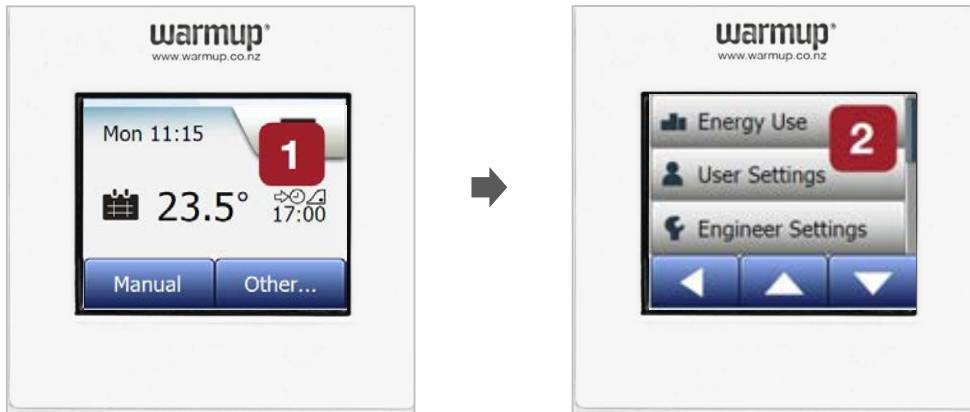 warmup®
www.warmup.co.nz
Mon 11:15
1
23.5°
17:00
Manual
Other...
warmup®
www.warmup.co.nz
Energy Use
2
User Settings
Engineer Settings